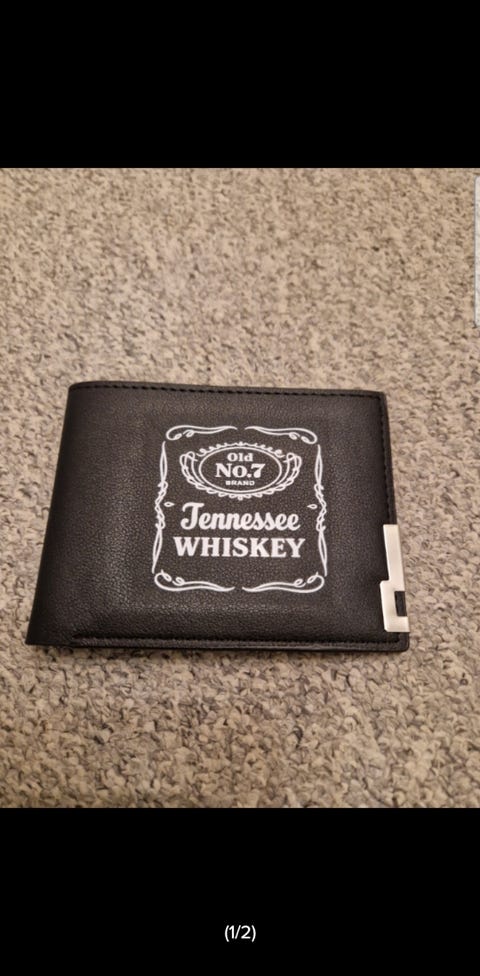 Old
No.7
BRAND
Tennessee
WHISKEY
(1/2)